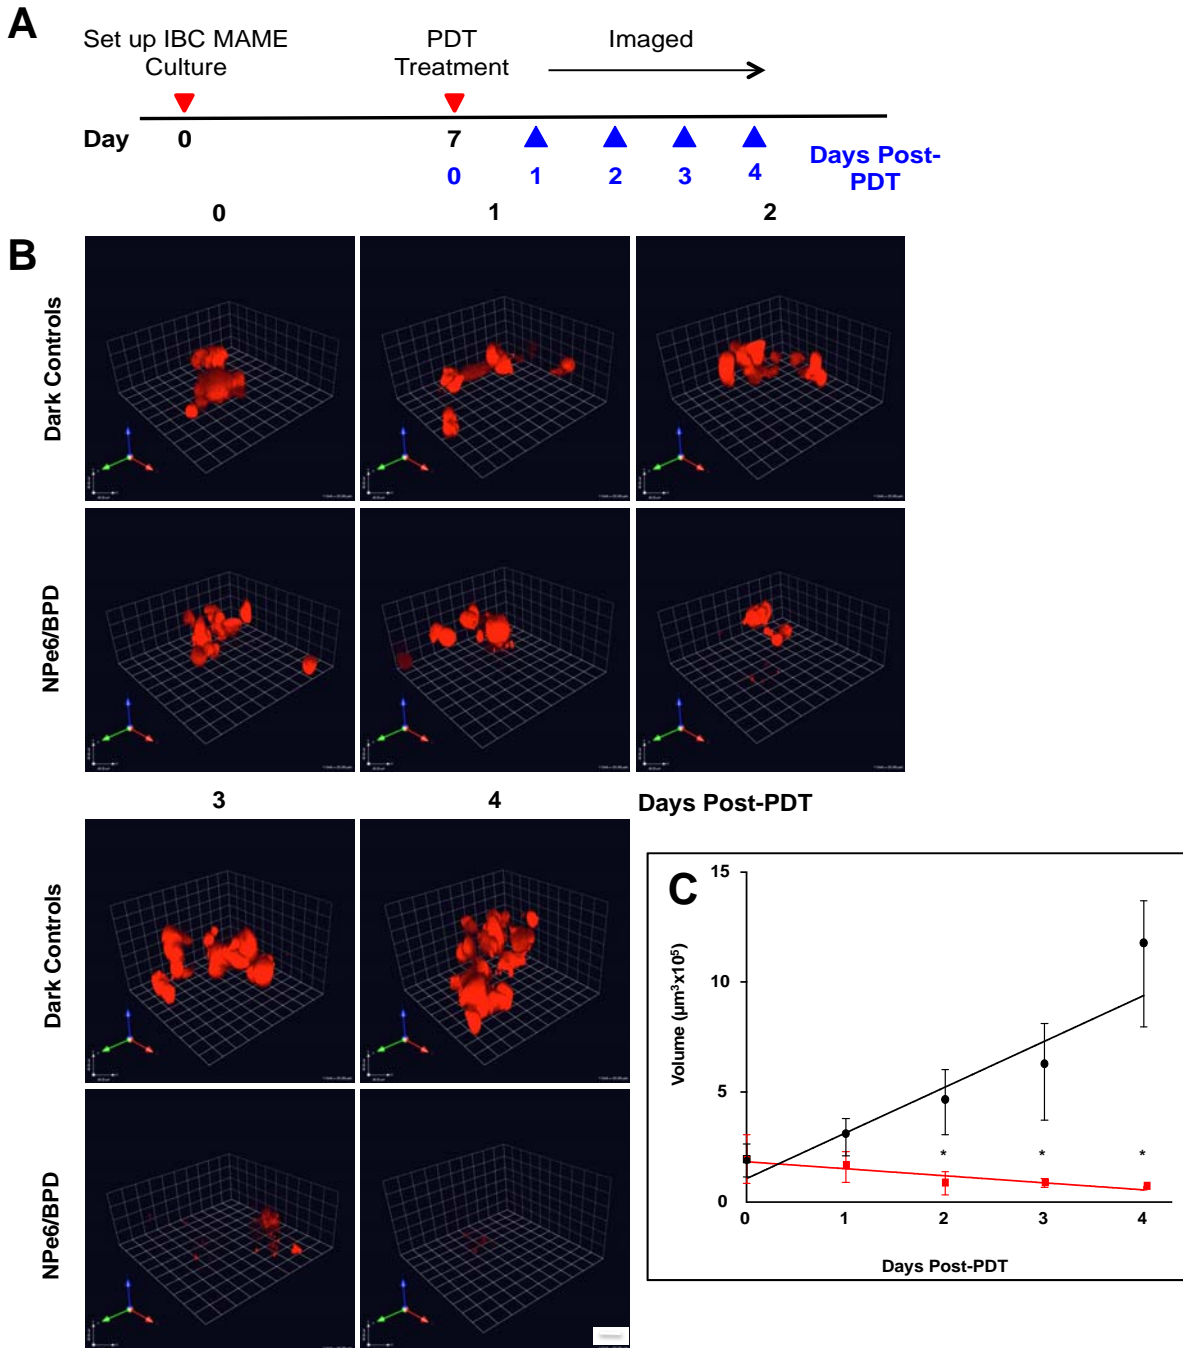 A
Set up IBC MAME
Culture
PDT
Treatment
Imaged
Day 0 7
0 1 2 3 4
Days Post-
PDT
B
0 1 2
Dark Controls
NPe6/BPD
3 4 Days Post-PDT
Dark Controls
NPe6/BPD
C
Volume (µm³x10⁵)
15
10
5
0
* * *
0 1 2 3 4
Days Post-PDT